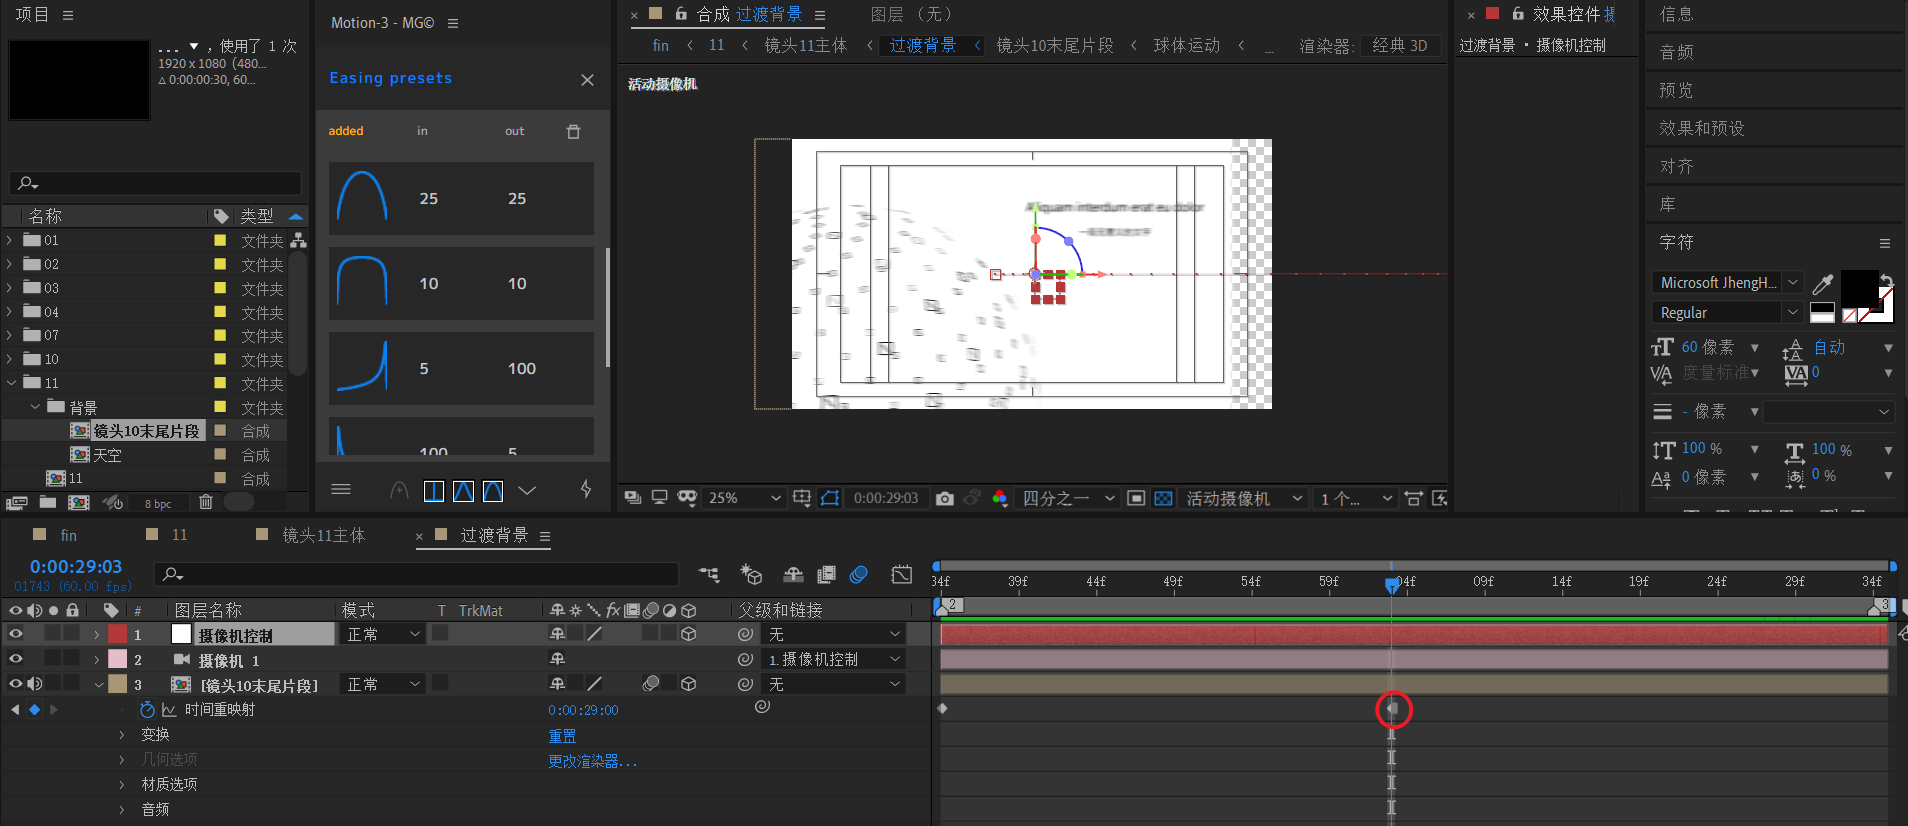 项目
... ▼ ，使用了 1 次
1920 x 1080 (480...
△ 0:00:00:30, 60...
名称
类型
01
文件夹
02
文件夹
03
文件夹
04
文件夹
07
文件夹
10
文件夹
11
文件夹
背景
文件夹
镜头10末尾片段
合成
天空
合成
11
合成
8 bpc
Motion-3 - MG©
Easing presets
added
in
out
25
25
10
10
5
100
100
5
合成 过渡背景
图层 （无）
fin
11
镜头11主体
过渡背景
镜头10末尾片段
球体运动
...
渲染器:
经典 3D
活动摄像机
Aliquam interdum erat eu dolor
25%
0:00:29:03
四分之一
活动摄像机
1 个...
效果控件
过渡背景 • 摄像机控制
信息
音频
预览
效果和预设
对齐
库
字符
Microsoft JhengH...
Regular
60 像素
自动
度量标准
0
- 像素
100 %
100 %
0 像素
0 %
fin
11
镜头11主体
过渡背景
0:00:29:03
01743 (60.00 fps)
34f
39f
44f
49f
54f
59f
04f
09f
14f
19f
24f
29f
34f
2
3
#
图层名称
模式
T
TrkMat
fx
父级和链接
1
摄像机控制
正常
无
2
摄像机 1
1.摄像机控制
3
[镜头10末尾片段]
正常
无
时间重映射
0:00:29:00
变换
重置
几何选项
更改渲染器...
材质选项
音频